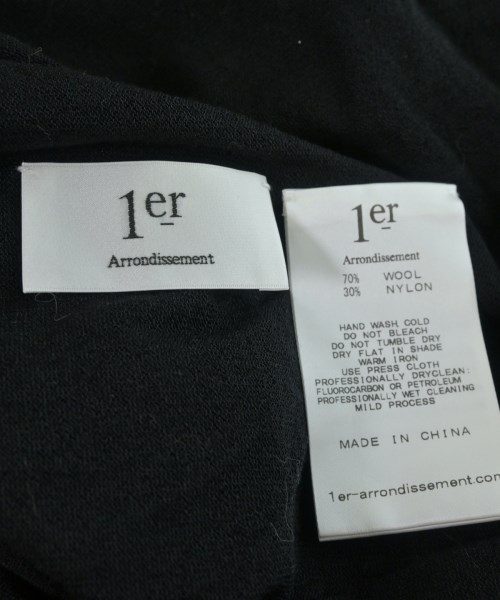 1er
Arrondissement
1er
Arrondissement
70% WOOL
30% NYLON
HAND WASH COLD
DO NOT BLEACH
DO NOT TUMBLE DRY
DRY FLAT IN SHADE
WARM IRON
USE PRESS CLOTH
PROFESSIONALLY DRYCLEAN:
FLUOROCARBON OR PETROLEUM
PROFESSIONALLY WET CLEANING
MILD PROCESS
MADE IN CHINA
1er-arrondissement.com